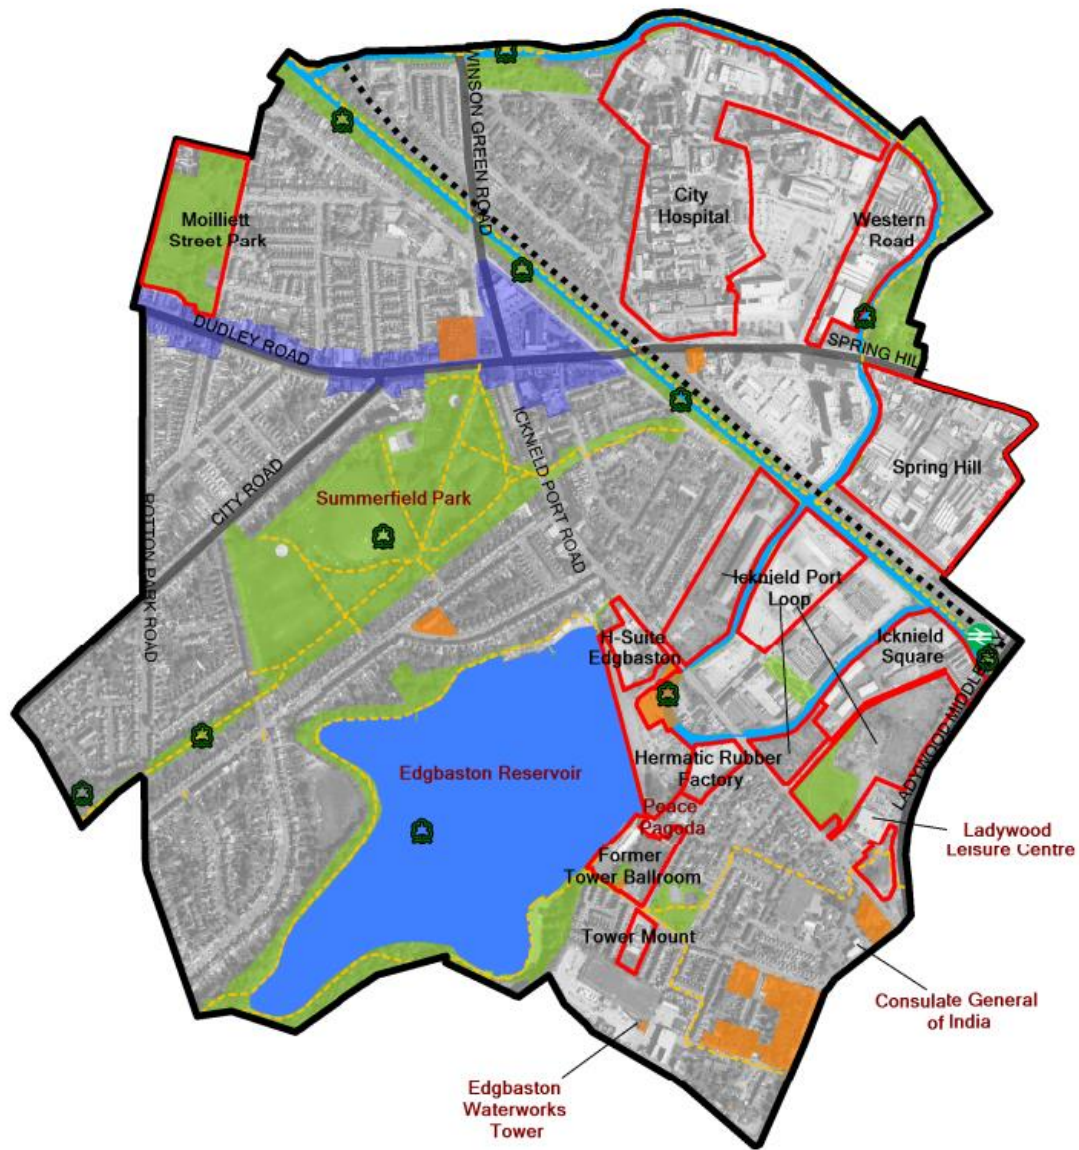 WINSON GREEN ROAD
City
Hospital
Western
Road
Moilliett
Street Park
DUDLEY ROAD
SPRING HILL
ICKNIELD PORT ROAD
Spring Hill
CITY ROAD
Summerfield Park
ROTTON PARK ROAD
Icknield Port
Loop
H-Suite
Edgbaston
Icknield
Square
LADYWOOD MIDDLEWAY
Hermatic Rubber
Factory
Edgbaston Reservoir
Peace
Pagoda
Ladywood
Leisure Centre
Former
Tower Ballroom
Tower Mount
Consulate General
of India
Edgbaston
Waterworks
Tower